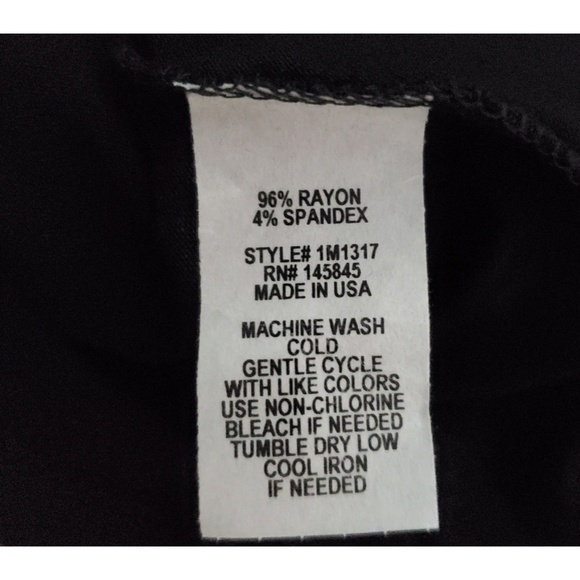 96% RAYON
4% SPANDEX
STYLE# 1M1317
RN# 145845
MADE IN USA
MACHINE WASH
COLD
GENTLE CYCLE
WITH LIKE COLORS
USE NON-CHLORINE
BLEACH IF NEEDED
TUMBLE DRY LOW
COOL IRON
IF NEEDED